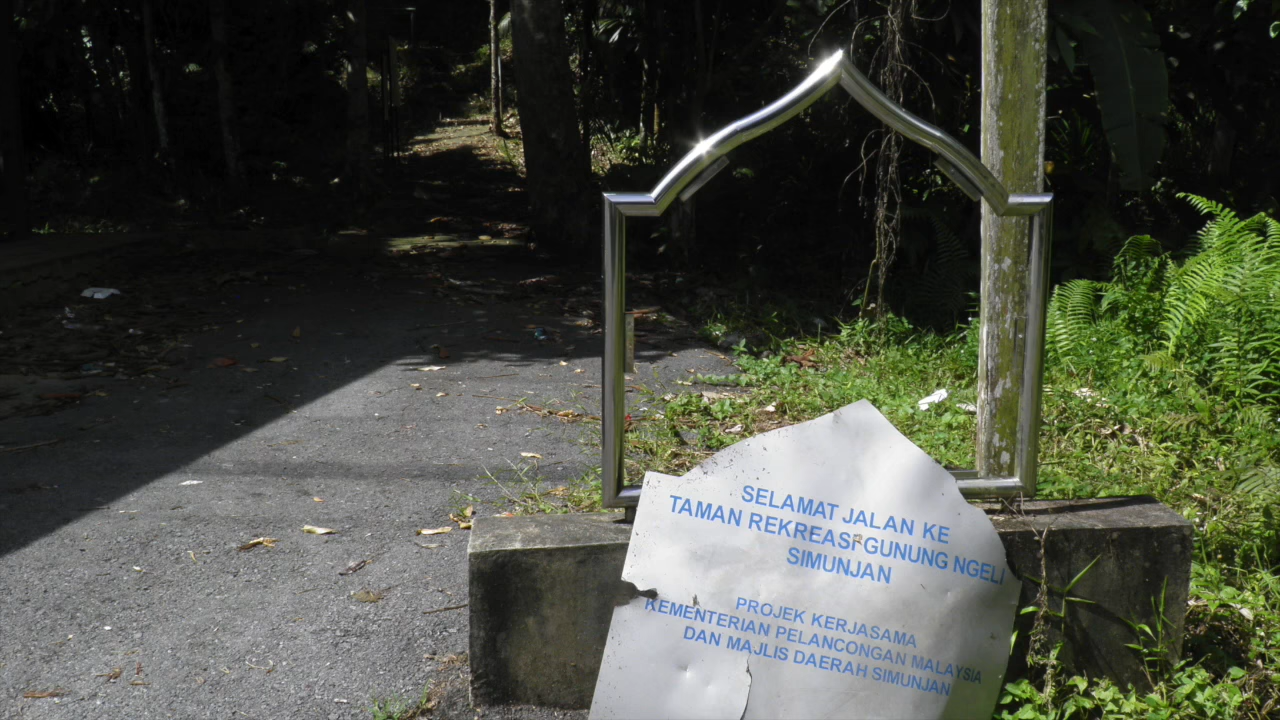 SELAMAT JALAN KE
TAMAN REKREASI GUNUNG NGELI
SIMUNJAN
PROJEK KERJASAMA
KEMENTERIAN PELANCONGAN MALAYSIA
DAN MAJLIS DAERAH SIMUNJAN